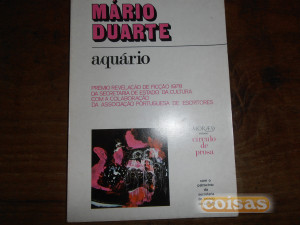 MÁRIO
DUARTE
aquário
PRÉMIO REVELAÇÃO DE FICÇÃO
DA SECRETARIA DE ESTADO DA CULTURA
COM A COLABORAÇÃO
DA ASSOCIAÇÃO PORTUGUESA DE ESCRITORES
círculo
de prosa
coisas